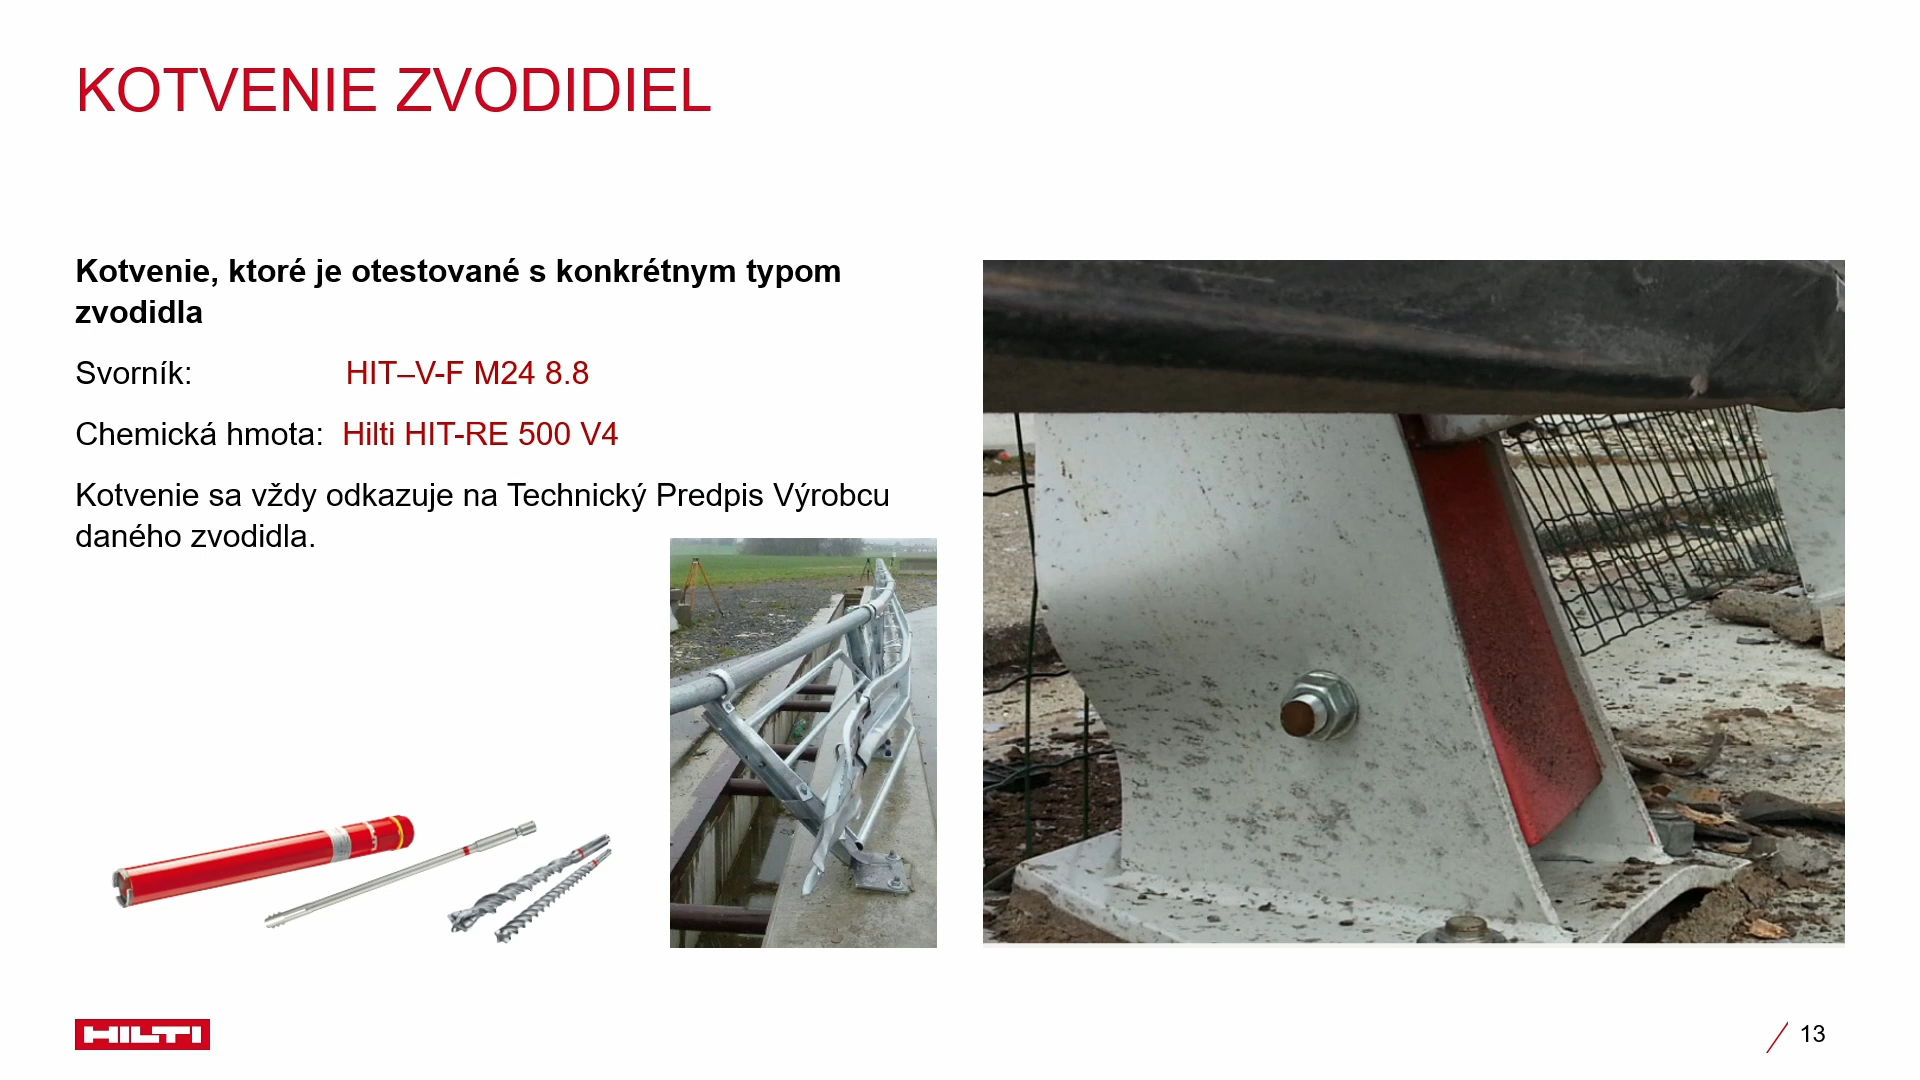 KOTVENIE ZVODIDIEL
Kotvenie, ktoré je otestované s konkrétnym typom
zvodidla
Svorník: HIT–V-F M24 8.8
Chemická hmota: Hilti HIT-RE 500 V4
Kotvenie sa vždy odkazuje na Technický Predpis Výrobcu
daného zvodidla.
HILTI
13